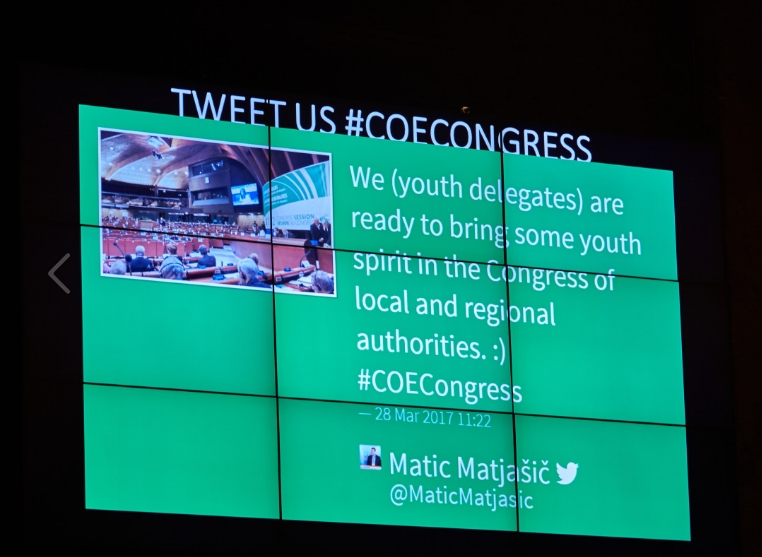 TWEET US #COECONGRESS
We (youth delegates) are
ready to bring some youth
spirit in the Congress of
local and regional
authorities. :)
#COECongress
— 28 Mar 2017 11:22
Matic Matjašič
@MaticMatjasic